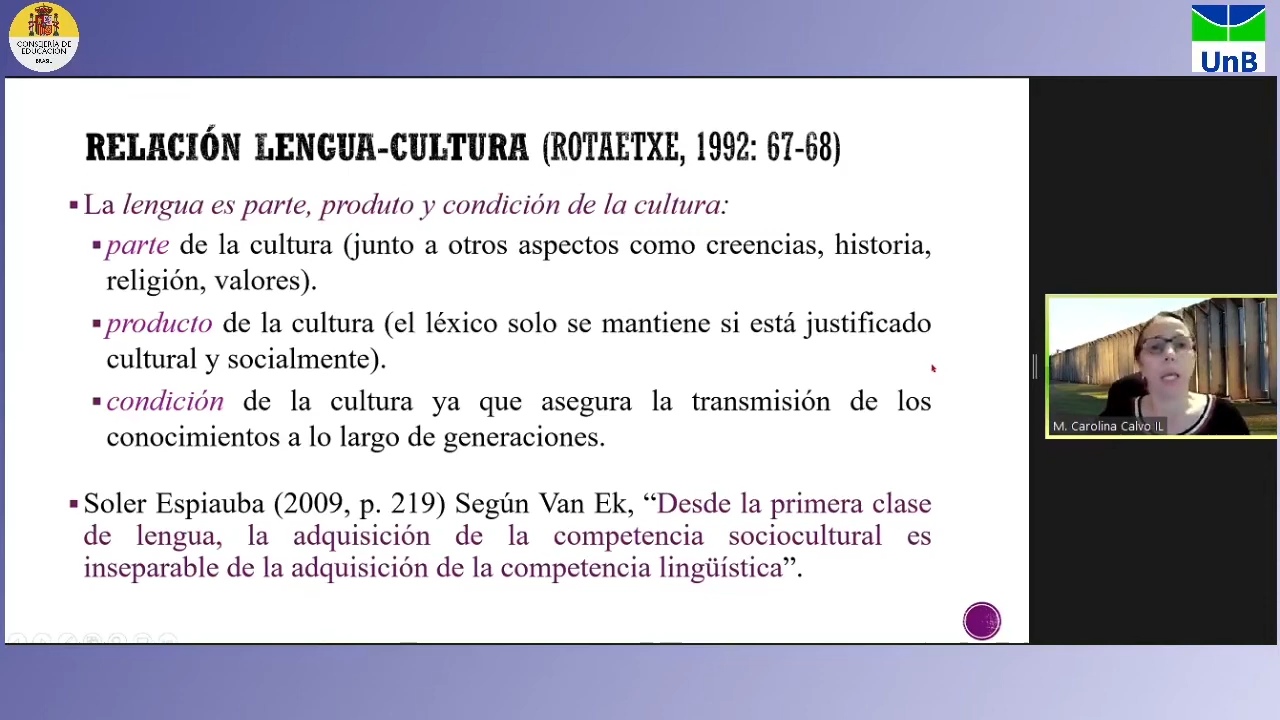 CONSEJERÍA DE
EDUCACIÓN
BRASIL
UnB
RELACIÓN LENGUA-CULTURA (ROTAETXE, 1992: 67-68)
▪La lengua es parte, produto y condición de la cultura:
▪parte de la cultura (junto a otros aspectos como creencias, historia,
religión, valores).
▪producto de la cultura (el léxico solo se mantiene si está justificado
cultural y socialmente).
▪condición de la cultura ya que asegura la transmisión de los
conocimientos a lo largo de generaciones.
▪Soler Espiauba (2009, p. 219) Según Van Ek, “Desde la primera clase
de lengua, la adquisición de la competencia sociocultural es
inseparable de la adquisición de la competencia lingüística”.
M. Carolina Calvo IL